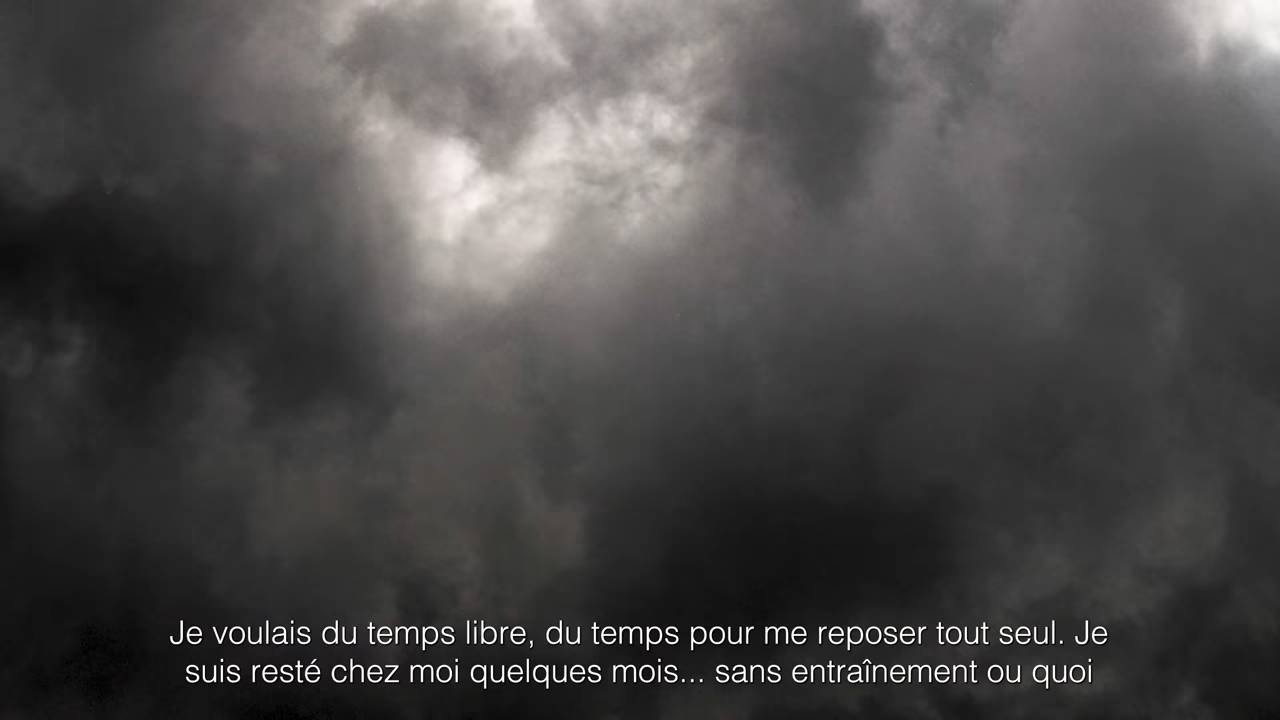 Je voulais du temps libre, du temps pour me reposer tout seul. Je
suis resté chez moi quelques mois... sans entraînement ou quoi